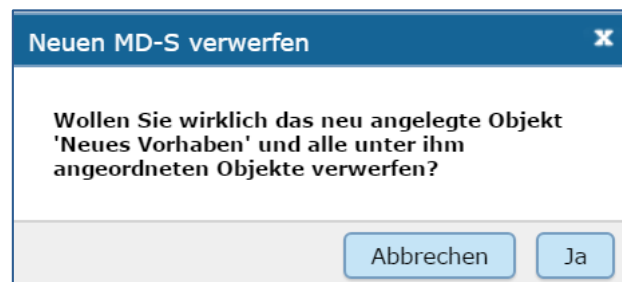 Neuen MD-S verwerfen x
Wollen Sie wirklich das neu angelegte Objekt
'Neues Vorhaben' und alle unter ihm
angeordneten Objekte verwerfen?
Abbrechen Ja